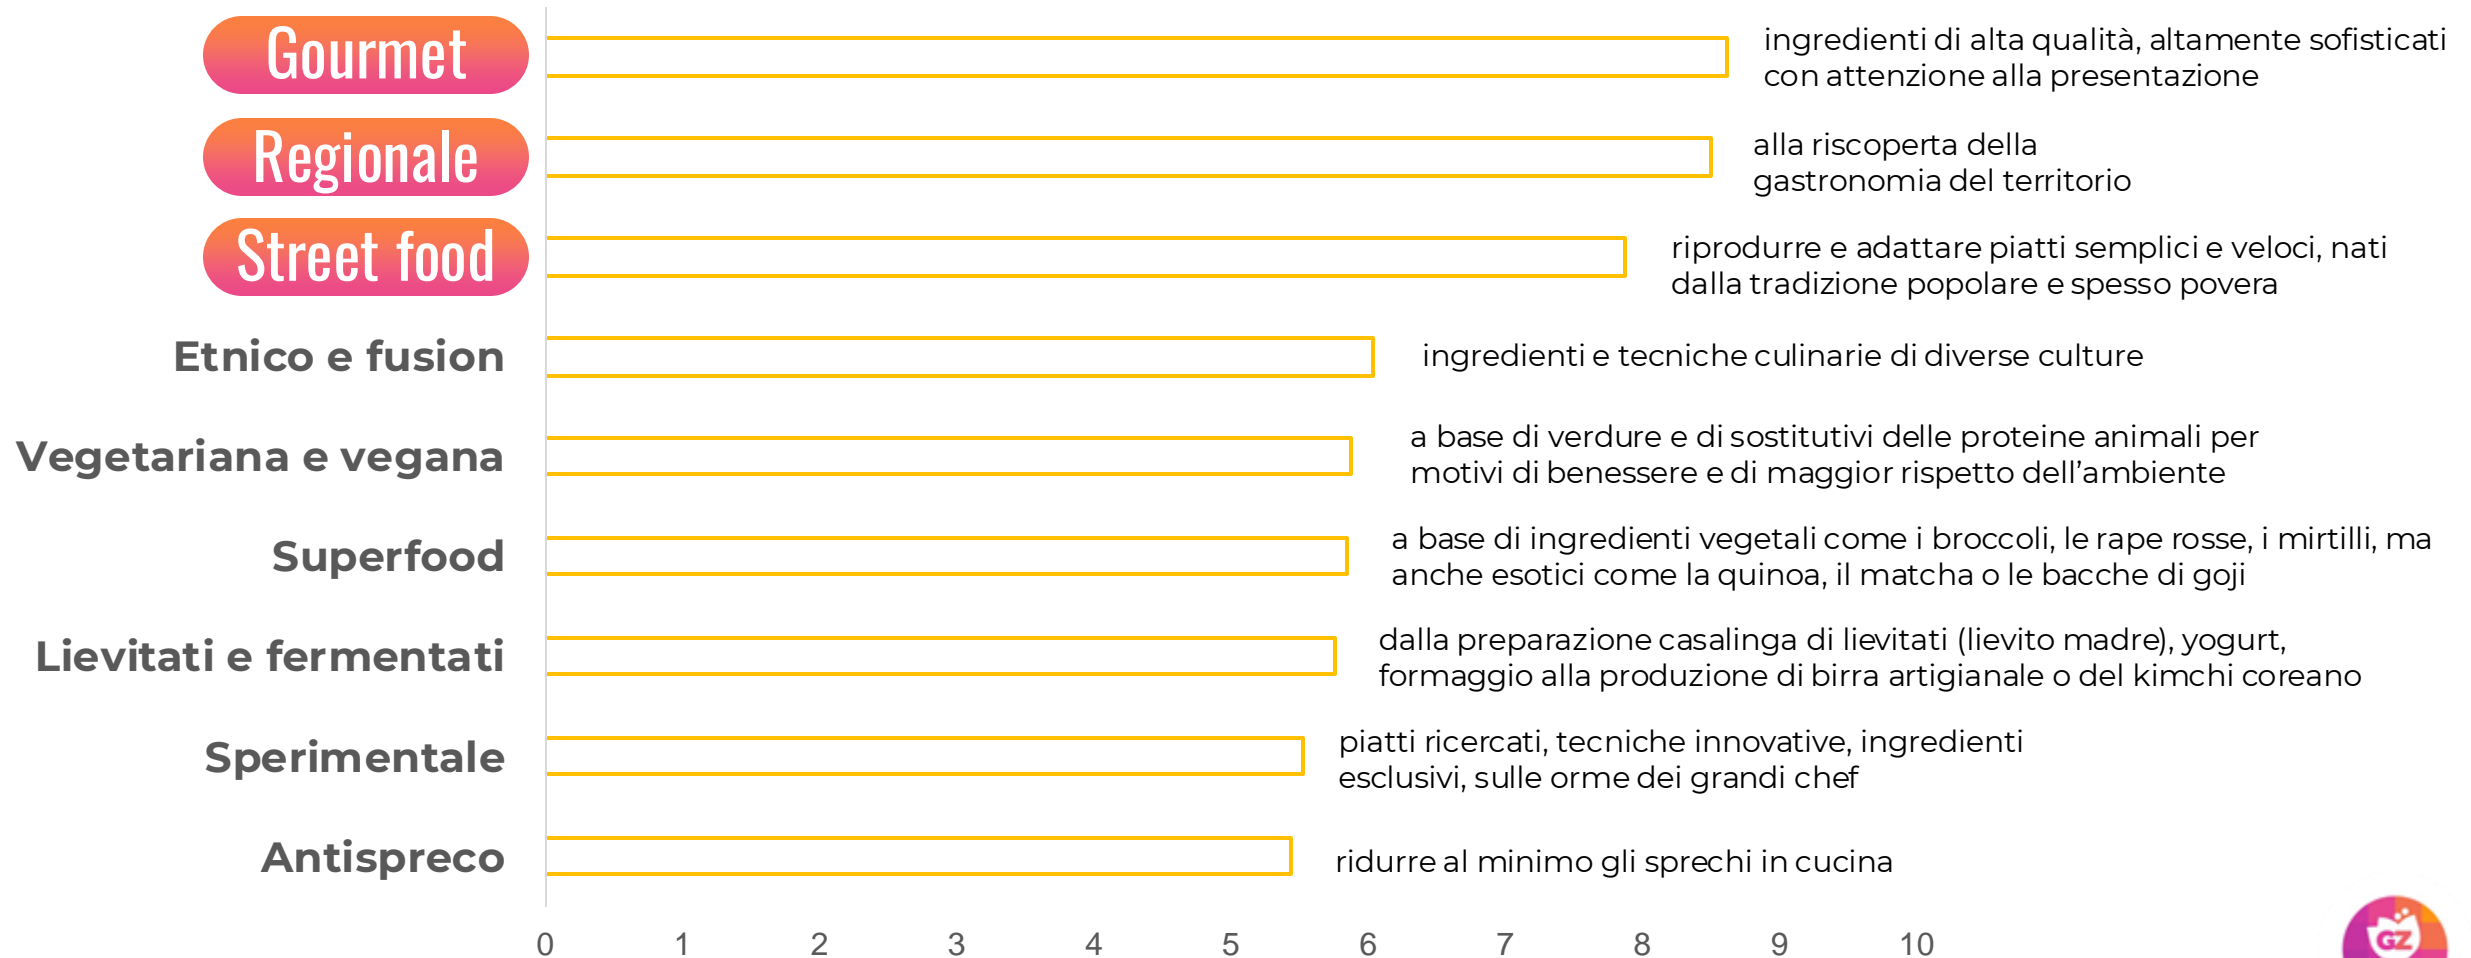 Gourmet
ingredienti di alta qualità, altamente sofisticati
con attenzione alla presentazione
Regionale
alla riscoperta della
gastronomia del territorio
Street food
riprodurre e adattare piatti semplici e veloci, nati
dalla tradizione popolare e spesso povera
Etnico e fusion
ingredienti e tecniche culinarie di diverse culture
Vegetariana e vegana
a base di verdure e di sostitutivi delle proteine animali per
motivi di benessere e di maggior rispetto dell’ambiente
Superfood
a base di ingredienti vegetali come i broccoli, le rape rosse, i mirtilli, ma
anche esotici come la quinoa, il matcha o le bacche di goji
Lievitati e fermentati
dalla preparazione casalinga di lievitati (lievito madre), yogurt,
formaggio alla produzione di birra artigianale o del kimchi coreano
Sperimentale
piatti ricercati, tecniche innovative, ingredienti
esclusivi, sulle orme dei grandi chef
Antispreco
ridurre al minimo gli sprechi in cucina
0 1 2 3 4 5 6 7 8 9 10
GZ